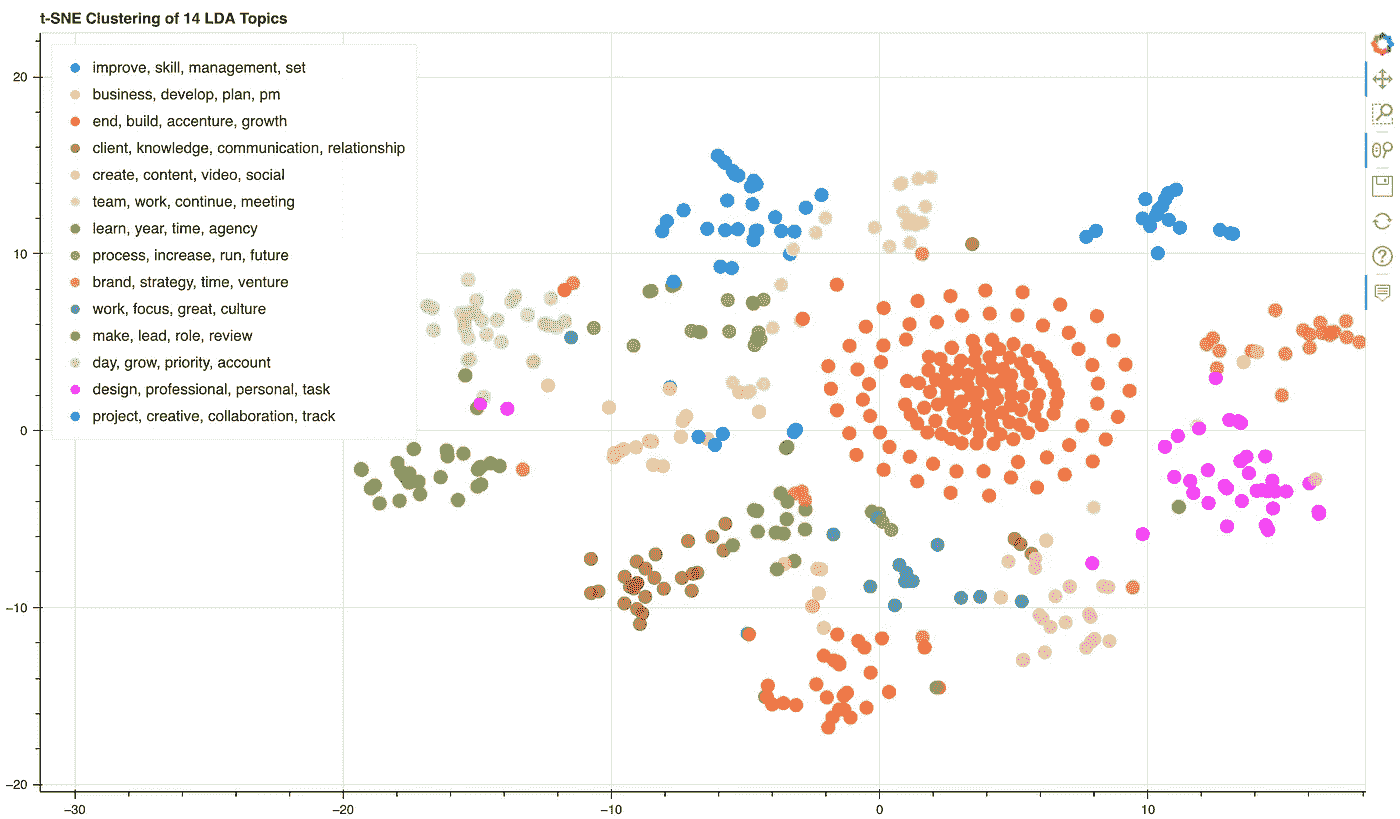 t-SNE Clustering of 14 LDA Topics
improve, skill, management, set
business, develop, plan, pm
end, build, accenture, growth
client, knowledge, communication, relationship
create, content, video, social
team, work, continue, meeting
learn, year, time, agency
process, increase, run, future
brand, strategy, time, venture
work, focus, great, culture
make, lead, role, review
day, grow, priority, account
design, professional, personal, task
project, creative, collaboration, track
20
10
0
−10
−20
−30 −20 −10 0 10